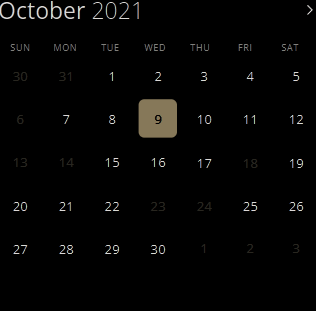 October 2021 >
SUN MON TUE WED THU FRI SAT
30 31 1 2 3 4 5
6 7 8 9 10 11 12
13 14 15 16 17 18 19
20 21 22 23 24 25 26
27 28 29 30 1 2 3